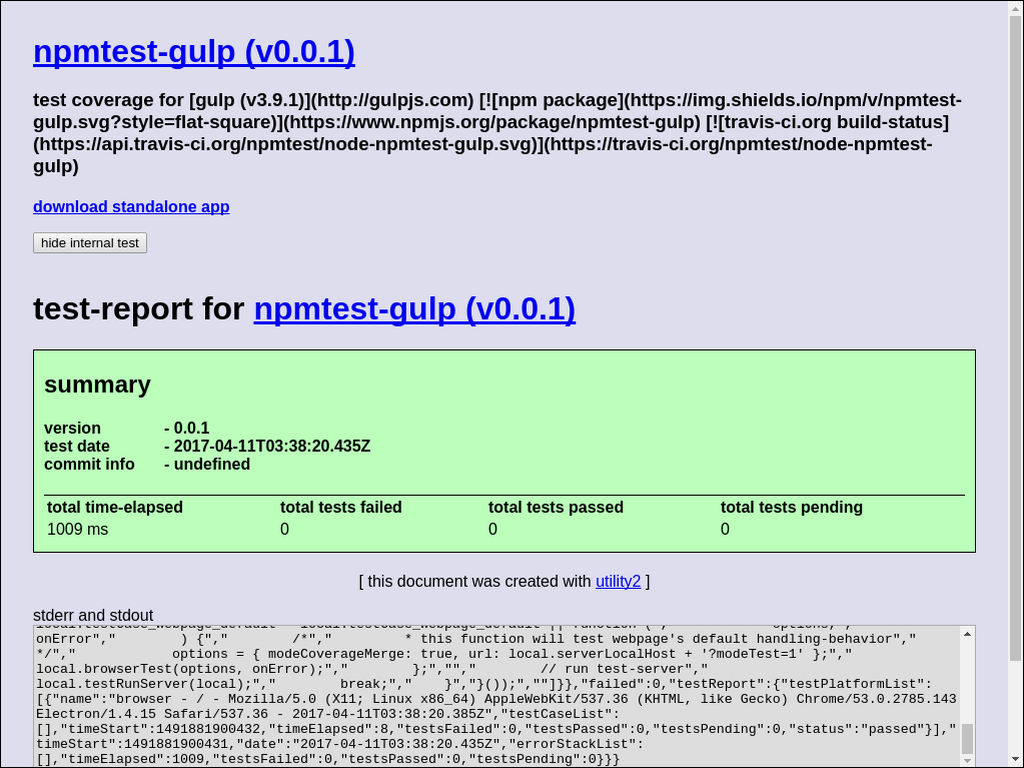 npmtest-gulp (v0.0.1)
test coverage for [gulp (v3.9.1)](http://gulpjs.com) [![npm package](https://img.shields.io/npm/v/npmtest-
gulp.svg?style=flat-square)](https://www.npmjs.org/package/npmtest-gulp) [![travis-ci.org build-status]
(https://api.travis-ci.org/npmtest/node-npmtest-gulp.svg)](https://travis-ci.org/npmtest/node-npmtest-
gulp)
download standalone app
hide internal test
test-report for npmtest-gulp (v0.0.1)
summary
version - 0.0.1
test date - 2017-04-11T03:38:20.435Z
commit info - undefined
total time-elapsed total tests failed total tests passed total tests pending
1009 ms 0 0 0
[ this document was created with utility2 ]
stderr and stdout
local.testCase_webpage_default = local.testCase_webpage_default || function (","            options,","
onError","        ) {","        /*","         * this function will test webpage's default handling-behavior","
*/","            options = { modeCoverageMerge: true, url: local.serverLocalHost + '?modeTest=1' };","
local.browserTest(options, onError);","        };","","        // run test-server","
local.testRunServer(local);","        break;","    }","}());",""]}},"failed":0,"testReport":{"testPlatformList":
[{"name":"browser - / - Mozilla/5.0 (X11; Linux x86_64) AppleWebKit/537.36 (KHTML, like Gecko) Chrome/53.0.2785.143
Electron/1.4.15 Safari/537.36 - 2017-04-11T03:38:20.385Z","testCaseList":
[],"timeStart":1491881900432,"timeElapsed":8,"testsFailed":0,"testsPassed":0,"testsPending":0,"status":"passed"}],"
timeStart":1491881900431,"date":"2017-04-11T03:38:20.435Z","errorStackList":
[],"timeElapsed":1009,"testsFailed":0,"testsPassed":0,"testsPending":0}}}